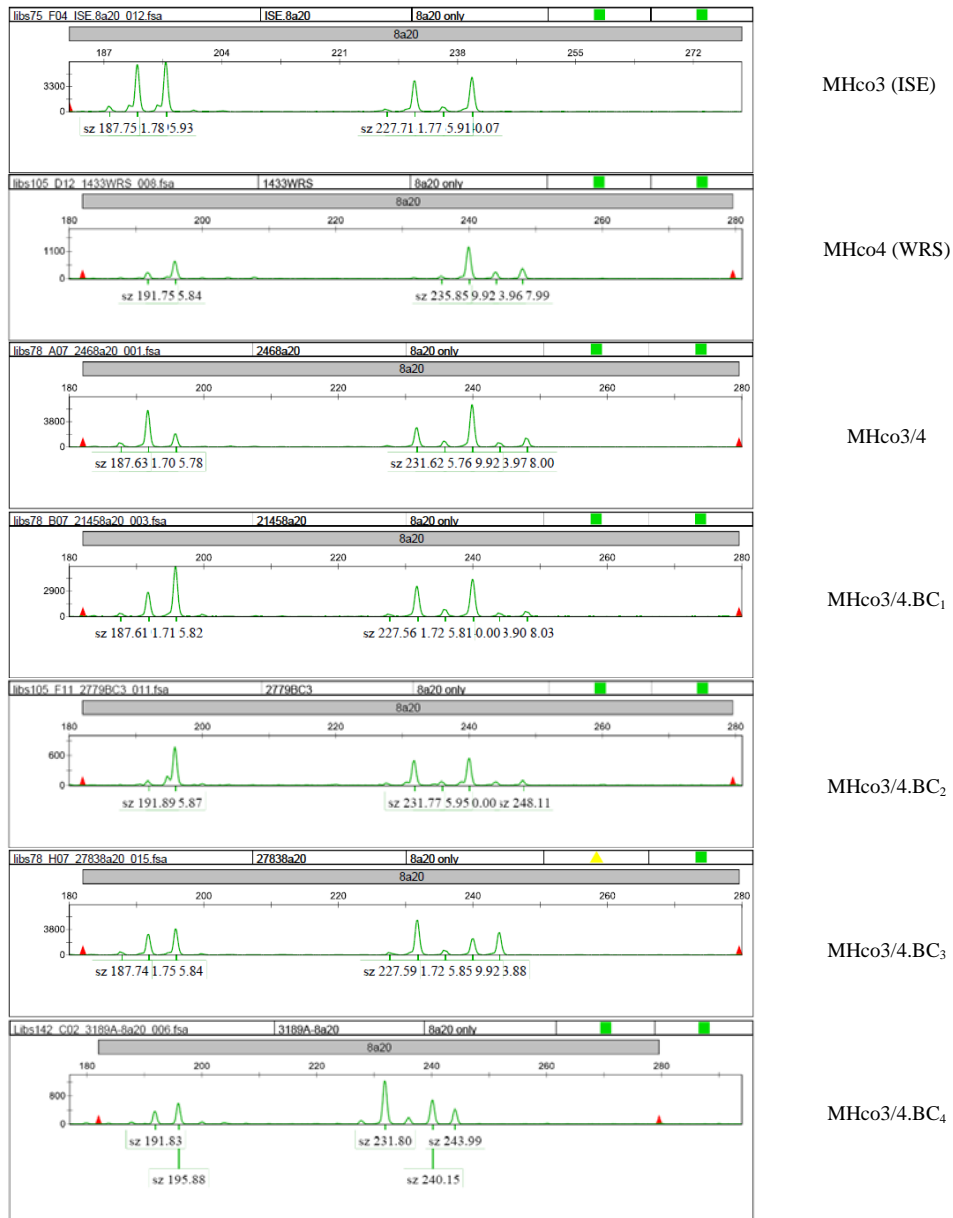 libs75_F04_ISE.8a20_012.fsa ISE.8a20 8a20 only
8a20
187 204 221 238 255 272
MHco3 (ISE)
3300
0
sz 187.75 1.78 5.93 sz 227.71 1.77 5.91 0.07
libs105_D12_1433WRS_008.fsa 1433WRS 8a20 only
8a20
180 200 220 240 260 280
MHco4 (WRS)
1100
0
sz 191.75 5.84 sz 235.85 9.92 3.96 7.99
libs78_A07_2468a20_001.fsa 2468a20 8a20 only
8a20
180 200 220 240 260 280
3800
MHco3/4
0
sz 187.63 1.70 5.78 sz 231.62 5.76 9.92 3.97 8.00
libs78_B07_21458a20_003.fsa 21458a20 8a20 only
8a20
180 200 220 240 260 280
2900
MHco3/4.BC₁
0
sz 187.61 1.71 5.82 sz 227.56 1.72 5.81 0.00 3.90 8.03
libs105_F11_2779BC3_011.fsa 2779BC3 8a20 only
8a20
180 200 220 240 260 280
600
0
MHco3/4.BC₂
sz 191.89 5.87 sz 231.77 5.95 0.00 sz 248.11
libs78_H07_27838a20_015.fsa 27838a20 8a20 only
8a20
180 200 220 240 260 280
3800
MHco3/4.BC₃
0
sz 187.74 1.75 5.84 sz 227.59 1.72 5.85 9.92 3.88
Libs142_C02_3189A-8a20_006.fsa 3189A-8a20 8a20 only
8a20
180 200 220 240 260 280
800
MHco3/4.BC₄
0
sz 191.83 sz 231.80 sz 243.99
sz 195.88 sz 240.15